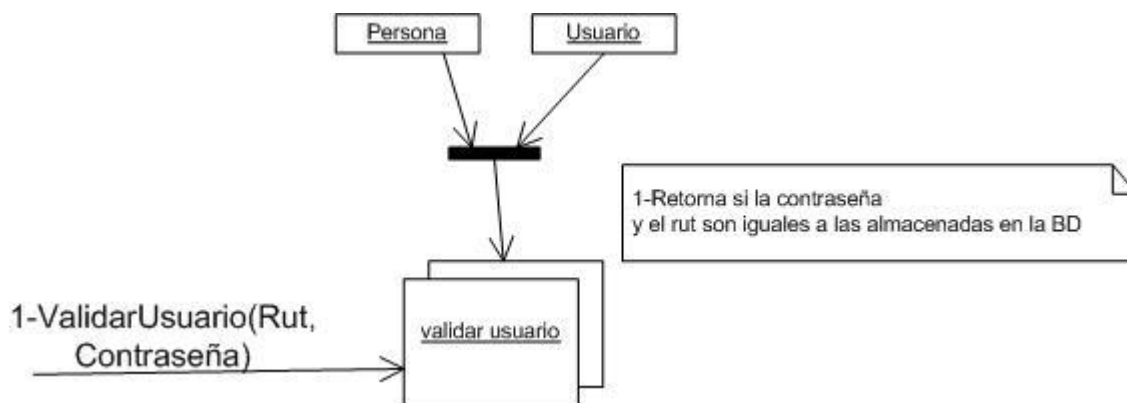 Persona
Usuario
1-Retorna si la contraseña
y el rut son iguales a las almacenadas en la BD
1-ValidarUsuario(Rut,
Contraseña)
validar usuario